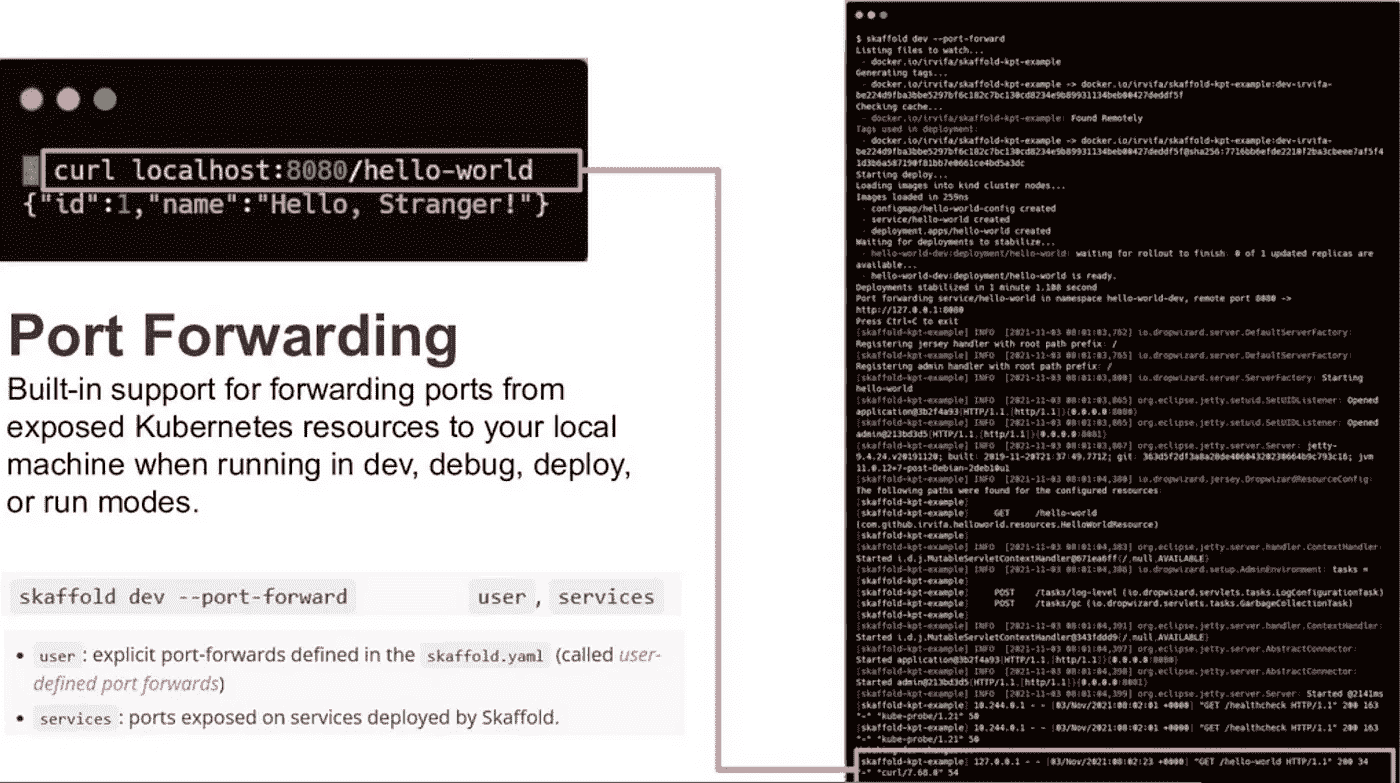 curl localhost:8080/hello-world
{"id":1,"name":"Hello, Stranger!"}
Port Forwarding
Built-in support for forwarding ports from
exposed Kubernetes resources to your local
machine when running in dev, debug, deploy,
or run modes.
skaffold dev --port-forward user , services
• user : explicit port-forwards defined in the skaffold.yaml (called user-
defined port forwards)
• services : ports exposed on services deployed by Skaffold.
$ skaffold dev --port-forward
Listing files to watch...
- docker.io/irvifa/skaffold-kpt-example
Generating tags...
- docker.io/irvifa/skaffold-kpt-example -> docker.io/irvifa/skaffold-kpt-example:dev-irvifa-
Checking cache...
- docker.io/irvifa/skaffold-kpt-example: Found Remotely
Tags used in deployment:
- docker.io/irvifa/skaffold-kpt-example -> docker.io/irvifa/skaffold-kpt-example:dev-irvifa-
Starting deploy...
Loading images into kind cluster nodes...
Images loaded in 259ns
- configmap/hello-world-config created
- service/hello-world created
- deployment.apps/hello-world created
Waiting for deployments to stabilize...
- hello-world-dev:deployment/hello-world: waiting for rollout to finish: 0 of 1 updated replicas are
available...
- hello-world-dev:deployment/hello-world is ready.
Deployments stabilized in 1 minute 1.108 second
Port forwarding service/hello-world in namespace hello-world-dev, remote port 8080 ->
http://127.0.0.1:8080
Press Ctrl+C to exit
[skaffold-kpt-example] INFO [2021-11-03 08:01:03,762] io.dropwizard.server.DefaultServerFactory:
Registering jersey handler with root path prefix: /
[skaffold-kpt-example] INFO [2021-11-03 08:01:03,765] io.dropwizard.server.DefaultServerFactory:
Registering admin handler with root path prefix: /
[skaffold-kpt-example] INFO [2021-11-03 08:01:03,800] io.dropwizard.server.ServerFactory: Starting
hello-world
[skaffold-kpt-example] INFO [2021-11-03 08:01:03,865] org.eclipse.jetty.setuid.SetUIDListener: Opened
application@3b2f4a93{HTTP/1.1,[http/1.1]}{0.0.0.0:8080}
[skaffold-kpt-example] INFO [2021-11-03 08:01:03,865] org.eclipse.jetty.setuid.SetUIDListener: Opened
admin@213bd3d5{HTTP/1.1,[http/1.1]}{0.0.0.0:8081}
[skaffold-kpt-example] INFO [2021-11-03 08:01:03,867] org.eclipse.jetty.server.Server: jetty-
9.4.24.v20191120; built: 2019-11-20T21:37:49.771Z; git: jvm
11.0.12+7-post-Debian-2deb10u1
[skaffold-kpt-example] INFO [2021-11-03 08:01:04,380] io.dropwizard.jersey.DropwizardResourceConfig:
The following paths were found for the configured resources:
[skaffold-kpt-example]
[skaffold-kpt-example] GET /hello-world
(com.github.irvifa.helloworld.resources.HelloWorldResource)
[skaffold-kpt-example]
[skaffold-kpt-example] INFO [2021-11-03 08:01:04,383] org.eclipse.jetty.server.handler.ContextHandler:
Started i.d.j.MutableServletContextHandler@671ea6ff{/,null,AVAILABLE}
[skaffold-kpt-example] INFO [2021-11-03 08:01:04,386] io.dropwizard.setup.AdminEnvironment: tasks =
[skaffold-kpt-example]
[skaffold-kpt-example] POST /tasks/log-level (io.dropwizard.servlets.tasks.LogConfigurationTask)
[skaffold-kpt-example] POST /tasks/gc (io.dropwizard.servlets.tasks.GarbageCollectionTask)
[skaffold-kpt-example]
[skaffold-kpt-example] INFO [2021-11-03 08:01:04,391] org.eclipse.jetty.server.handler.ContextHandler:
Started i.d.j.MutableServletContextHandler@343fddd9{/,null,AVAILABLE}
[skaffold-kpt-example] INFO [2021-11-03 08:01:04,397] org.eclipse.jetty.server.AbstractConnector:
Started application@3b2f4a93{HTTP/1.1,[http/1.1]}{0.0.0.0:8080}
[skaffold-kpt-example] INFO [2021-11-03 08:01:04,398] org.eclipse.jetty.server.AbstractConnector:
Started admin@213bd3d5{HTTP/1.1,[http/1.1]}{0.0.0.0:8081}
[skaffold-kpt-example] INFO [2021-11-03 08:01:04,399] org.eclipse.jetty.server.Server: Started @2141ms
[skaffold-kpt-example] 10.244.0.1 - - [03/Nov/2021:08:02:01 +0000] "GET /healthcheck HTTP/1.1" 200 163
"-" "kube-probe/1.21" 50
[skaffold-kpt-example] 10.244.0.1 - - [03/Nov/2021:08:02:01 +0000] "GET /healthcheck HTTP/1.1" 200 163
"-" "kube-probe/1.21" 50
[skaffold-kpt-example] 127.0.0.1 - - [03/Nov/2021:08:02:23 +0000] "GET /hello-world HTTP/1.1" 200 34
"-" "curl/7.68.0" 54